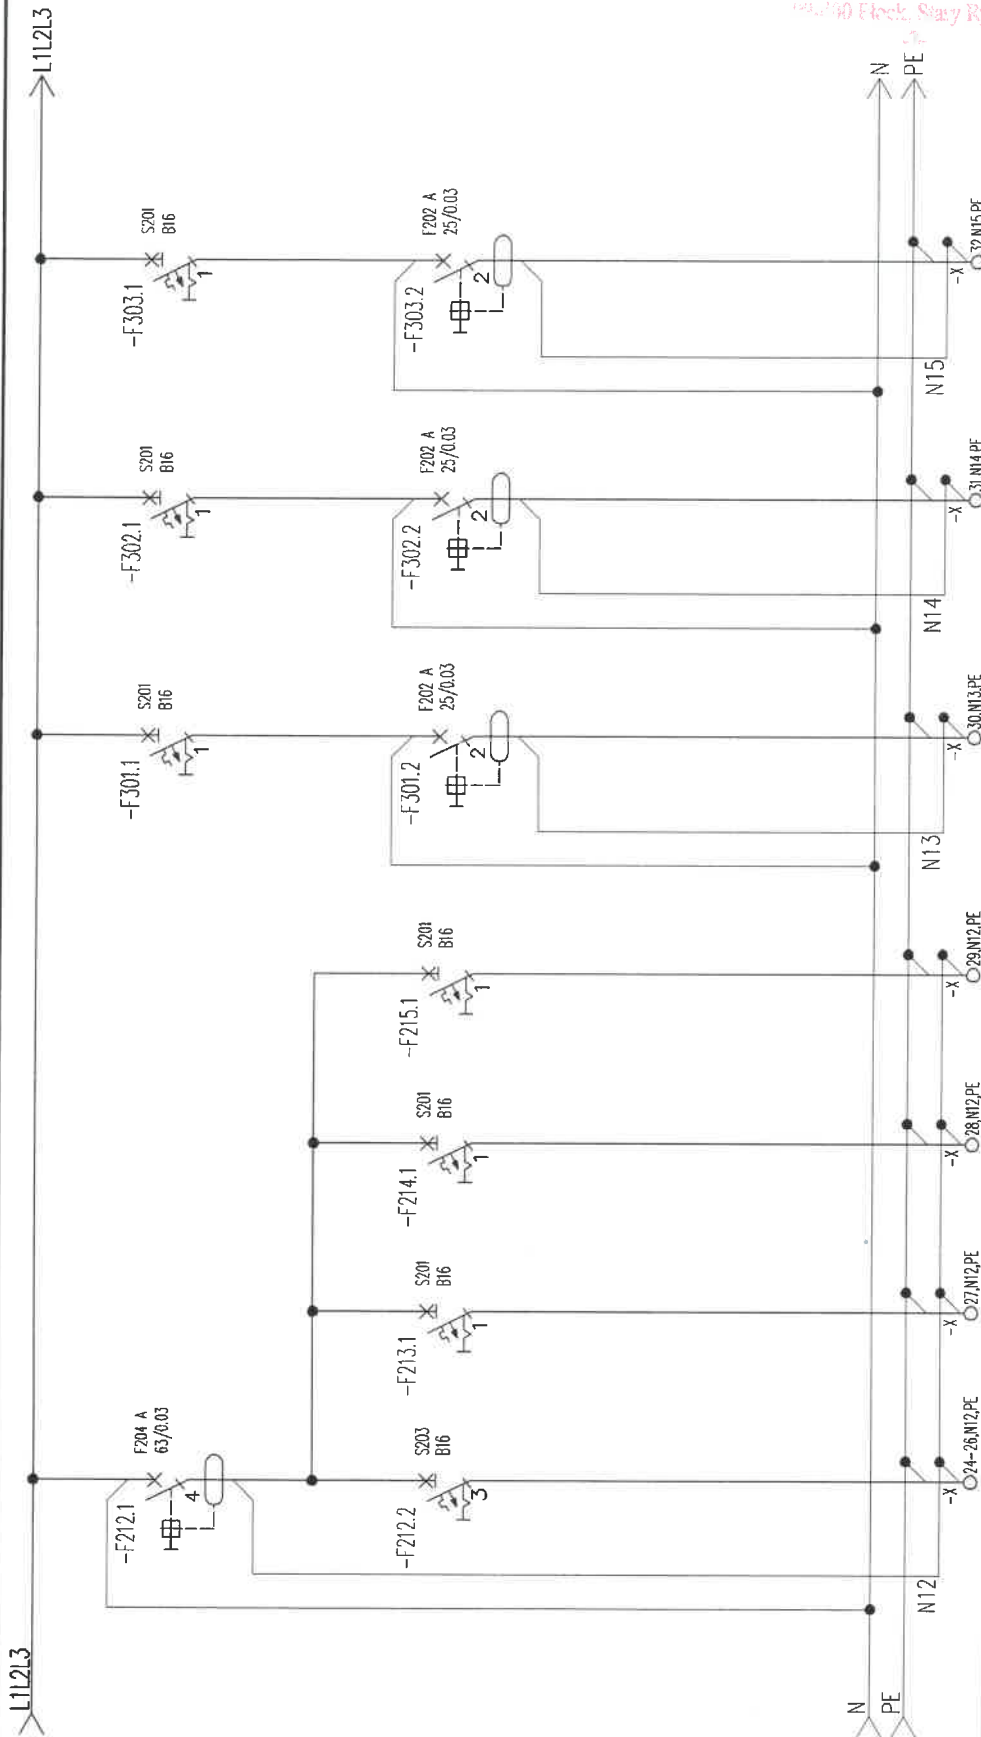 L1L2L3
L1L2L3
-F212.1
F204 A
63/0.03
4
-F212.2
S203
B16
3
-F213.1
S201
B16
1
-F214.1
S201
B16
1
-F215.1
S201
B16
1
-F301.1
S201
B16
1
-F301.2
F202 A
25/0.03
2
-F302.1
S201
B16
1
-F302.2
F202 A
25/0.03
2
-F303.1
S201
B16
1
-F303.2
F202 A
25/0.03
2
N
PE
N
PE
N12
N13
N14
N15
-X
24-26,N12,PE
-X
27,N12,PE
-X
28,N12,PE
-X
29,N12,PE
-X
30,N13,PE
-X
31,N14,PE
-X
32,N15,PE